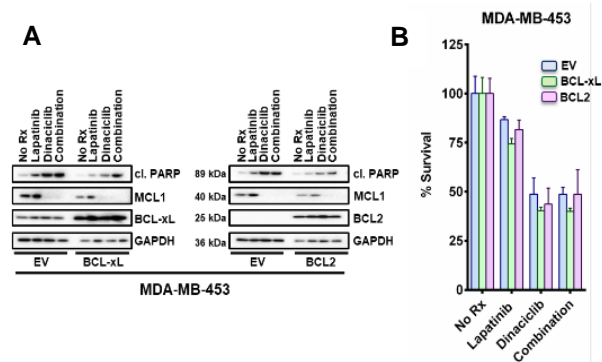 A
No Rx
Lapatinib
Dinaciclib
Combination
No Rx
Lapatinib
Dinaciclib
Combination
cl. PARP
MCL1
BCL-xL
GAPDH
EV
BCL-xL
No Rx
Lapatinib
Dinaciclib
Combination
No Rx
Lapatinib
Dinaciclib
Combination
89 kDa
cl. PARP
40 kDa
MCL1
25 kDa
BCL2
36 kDa
GAPDH
EV
BCL2
MDA-MB-453
B
MDA-MB-453
% Survival
125
100
75
50
25
0
EV
BCL-xL
BCL2
No Rx
Lapatinib
Dinaciclib
Combination